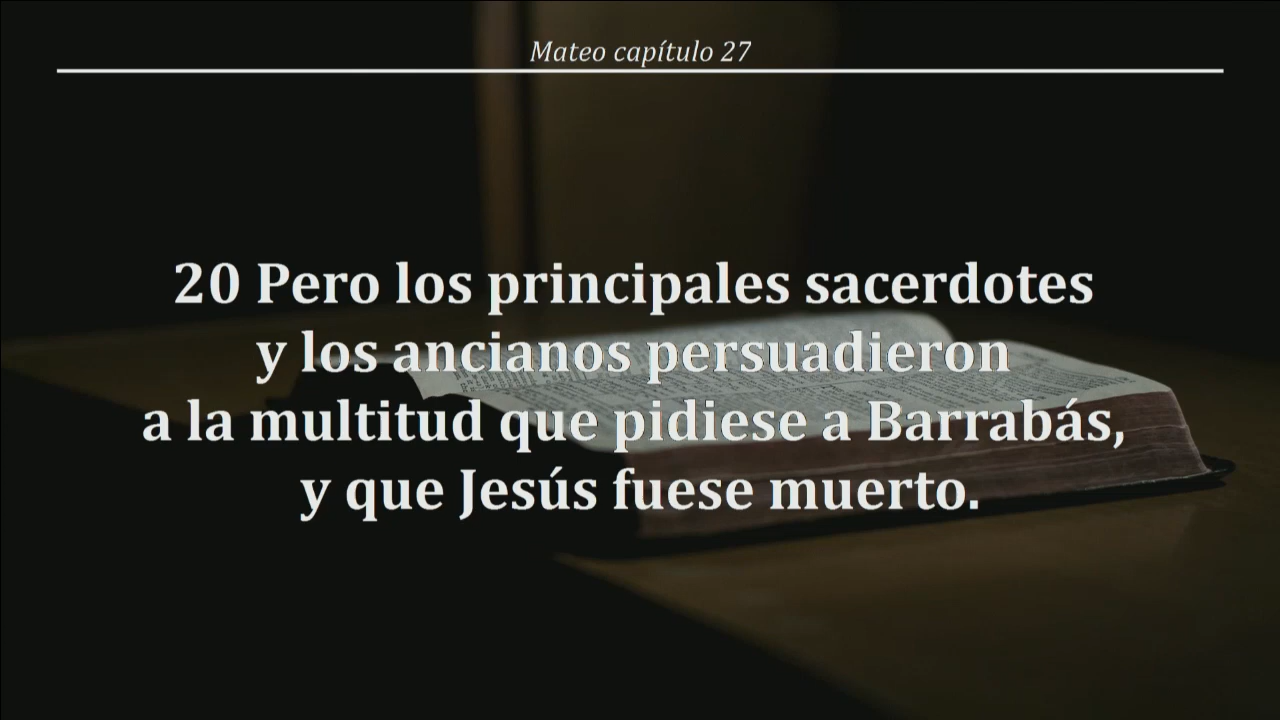 Mateo capítulo 27
20 Pero los principales sacerdotes
y los ancianos persuadieron
a la multitud que pidiese a Barrabás,
y que Jesús fuese muerto.